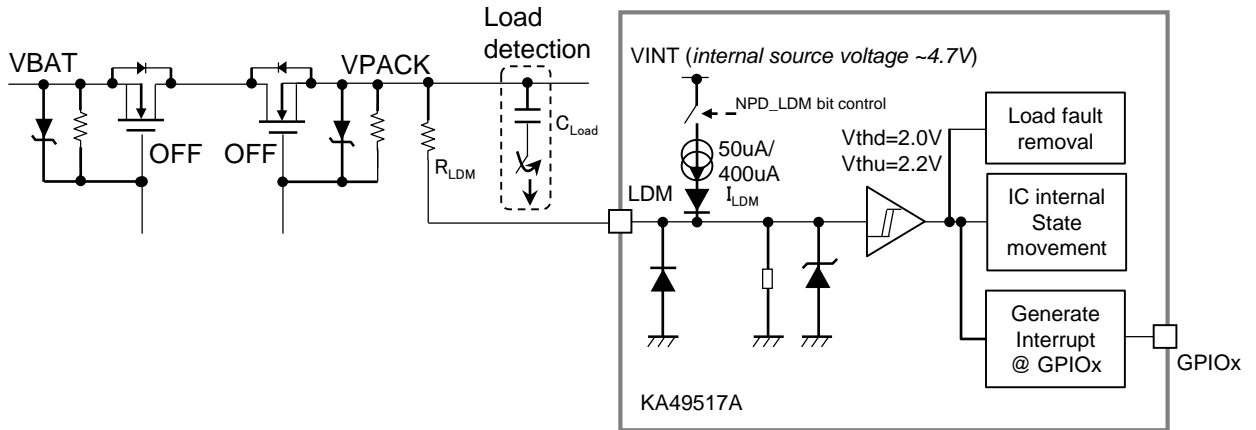 Load
detection
VBAT
VPACK
VINT (internal source voltage ~4.7V)
NPD_LDM bit control
OFF
OFF
CLoad
RLDM
50uA/
400uA
Vthd=2.0V
Vthu=2.2V
Load fault
removal
LDM
ILDM
IC internal
State
movement
Generate
Interrupt
@ GPIOx
GPIOx
KA49517A